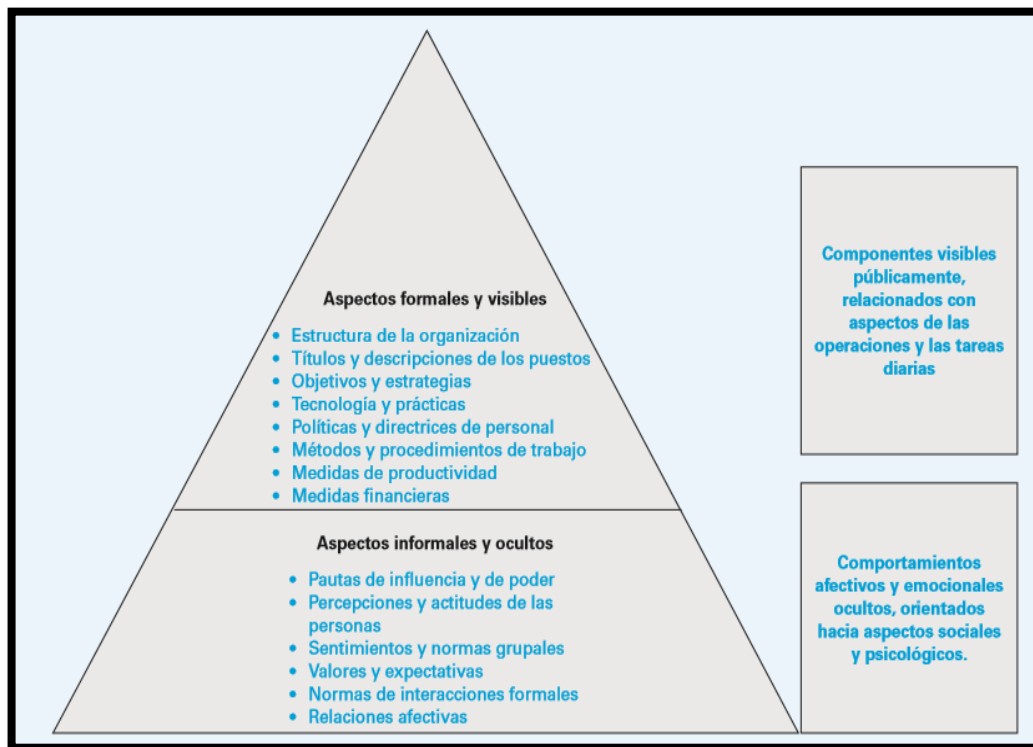 Aspectos formales y visibles
• Estructura de la organización
• Títulos y descripciones de los puestos
• Objetivos y estrategias
• Tecnología y prácticas
• Políticas y directrices de personal
• Métodos y procedimientos de trabajo
• Medidas de productividad
• Medidas financieras
Aspectos informales y ocultos
• Pautas de influencia y de poder
• Percepciones y actitudes de las
personas
• Sentimientos y normas grupales
• Valores y expectativas
• Normas de interacciones formales
• Relaciones afectivas
Componentes visibles
públicamente,
relacionados con
aspectos de las
operaciones y las tareas
diarias
Comportamientos
afectivos y emocionales
ocultos, orientados
hacia aspectos sociales
y psicológicos.